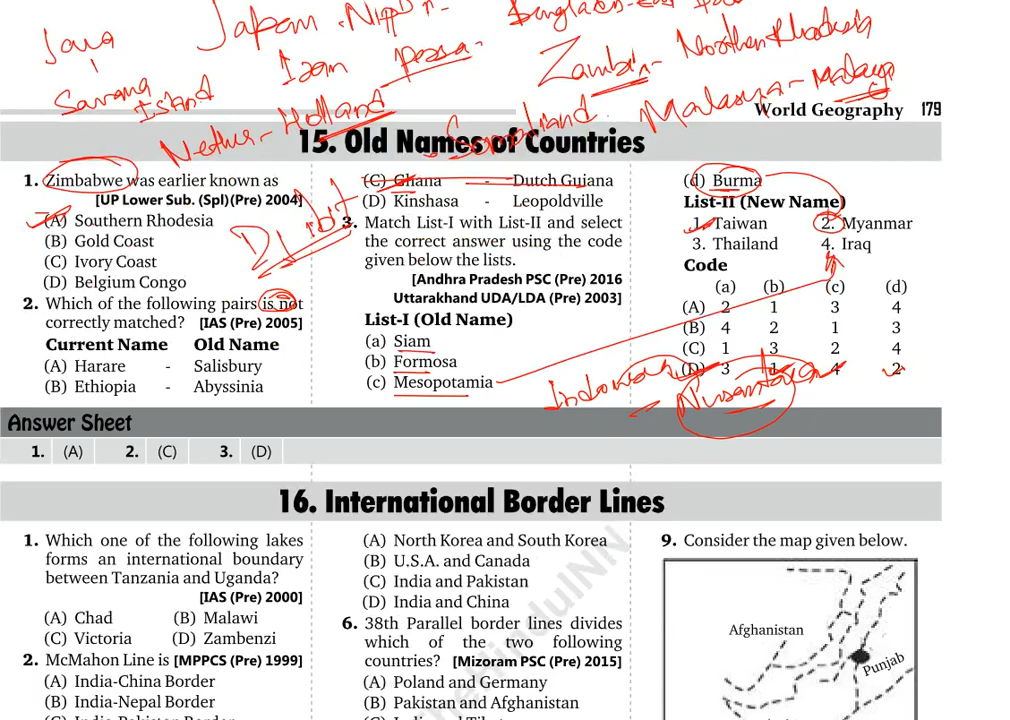 Japan - Nippon
Java
Iran Persia
Zambia - Northern Rhodesia
Island
Holland
Malaysia - Malaya
World Geography 179
15. Old Names of Countries
1. Zimbabwe was earlier known as
[UP Lower Sub. (Spl)(Pre) 2004]
(A) Southern Rhodesia
(B) Gold Coast
(C) Ivory Coast
(D) Belgium Congo
2. Which of the following pairs is not
correctly matched? [IAS (Pre) 2005]
Current Name Old Name
(A) Harare - Salisbury
(B) Ethiopia - Abyssinia
(C) Ghana - Dutch Gujana
(D) Kinshasa - Leopoldville
3. Match List-I with List-II and select
the correct answer using the code
given below the lists.
[Andhra Pradesh PSC (Pre) 2016
Uttarakhand UDA/LDA (Pre) 2003]
List-I (Old Name)
(a) Siam
(b) Formosa
(c) Mesopotamia
(d) Burma
List-II (New Name)
1. Taiwan 2. Myanmar
3. Thailand 4. Iraq
Code
(a) (b) (c) (d)
(A) 2 1 3 4
(B) 4 2 1 3
(C) 1 3 2 4
(D) 3 1 4 2
Answer Sheet
1. (A) 2. (C) 3. (D)
16. International Border Lines
1. Which one of the following lakes
forms an international boundary
between Tanzania and Uganda?
[IAS (Pre) 2000]
(A) Chad (B) Malawi
(C) Victoria (D) Zambenzi
2. McMahon Line is [MPPCS (Pre) 1999]
(A) India-China Border
(B) India-Nepal Border
(C) India-Pakistan Border
(A) North Korea and South Korea
(B) U.S.A. and Canada
(C) India and Pakistan
(D) India and China
6. 38th Parallel border lines divides
which of the two following
countries? [Mizoram PSC (Pre) 2015]
(A) Poland and Germany
(B) Pakistan and Afghanistan
9. Consider the map given below.
Afghanistan
Punjab